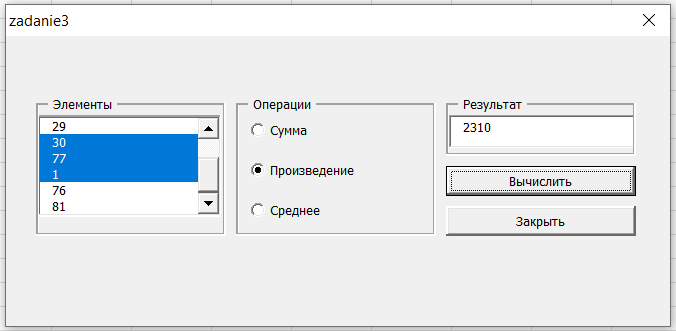 zadanie3
Элементы
29
30
77
1
76
81
Операции
Сумма
Произведение
Среднее
Результат
2310
Вычислить
Закрыть